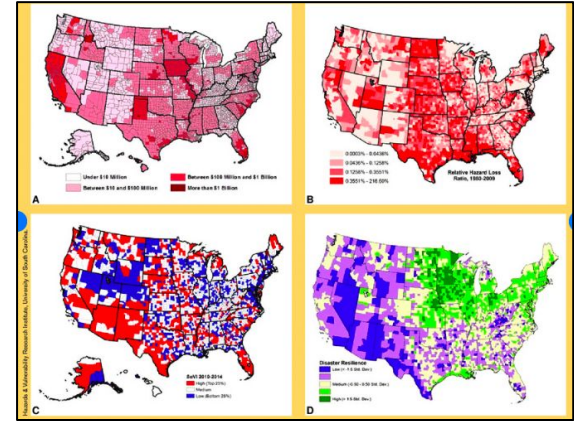 Under $10 Million
Between $10 and $100 Million
Between $100 Million and $1 Billion
More than $1 Billion
A
0.0003% - 0.0436%
0.0436% - 0.1256%
0.1256% - 0.3551%
0.3551% - 216.89%
Relative Hazard Loss
Ratio, 1960-2009
B
Hazards & Vulnerability Research Institute, University of South Carolina.
SoVI 2010-2014
High (Top 20%)
Medium
Low (Bottom 20%)
C
Disaster Resilience
Low (< -1.5 Std. Dev.)
Medium (-0.50 - 0.50 Std. Dev.)
High (> 1.5 Std. Dev.)
D